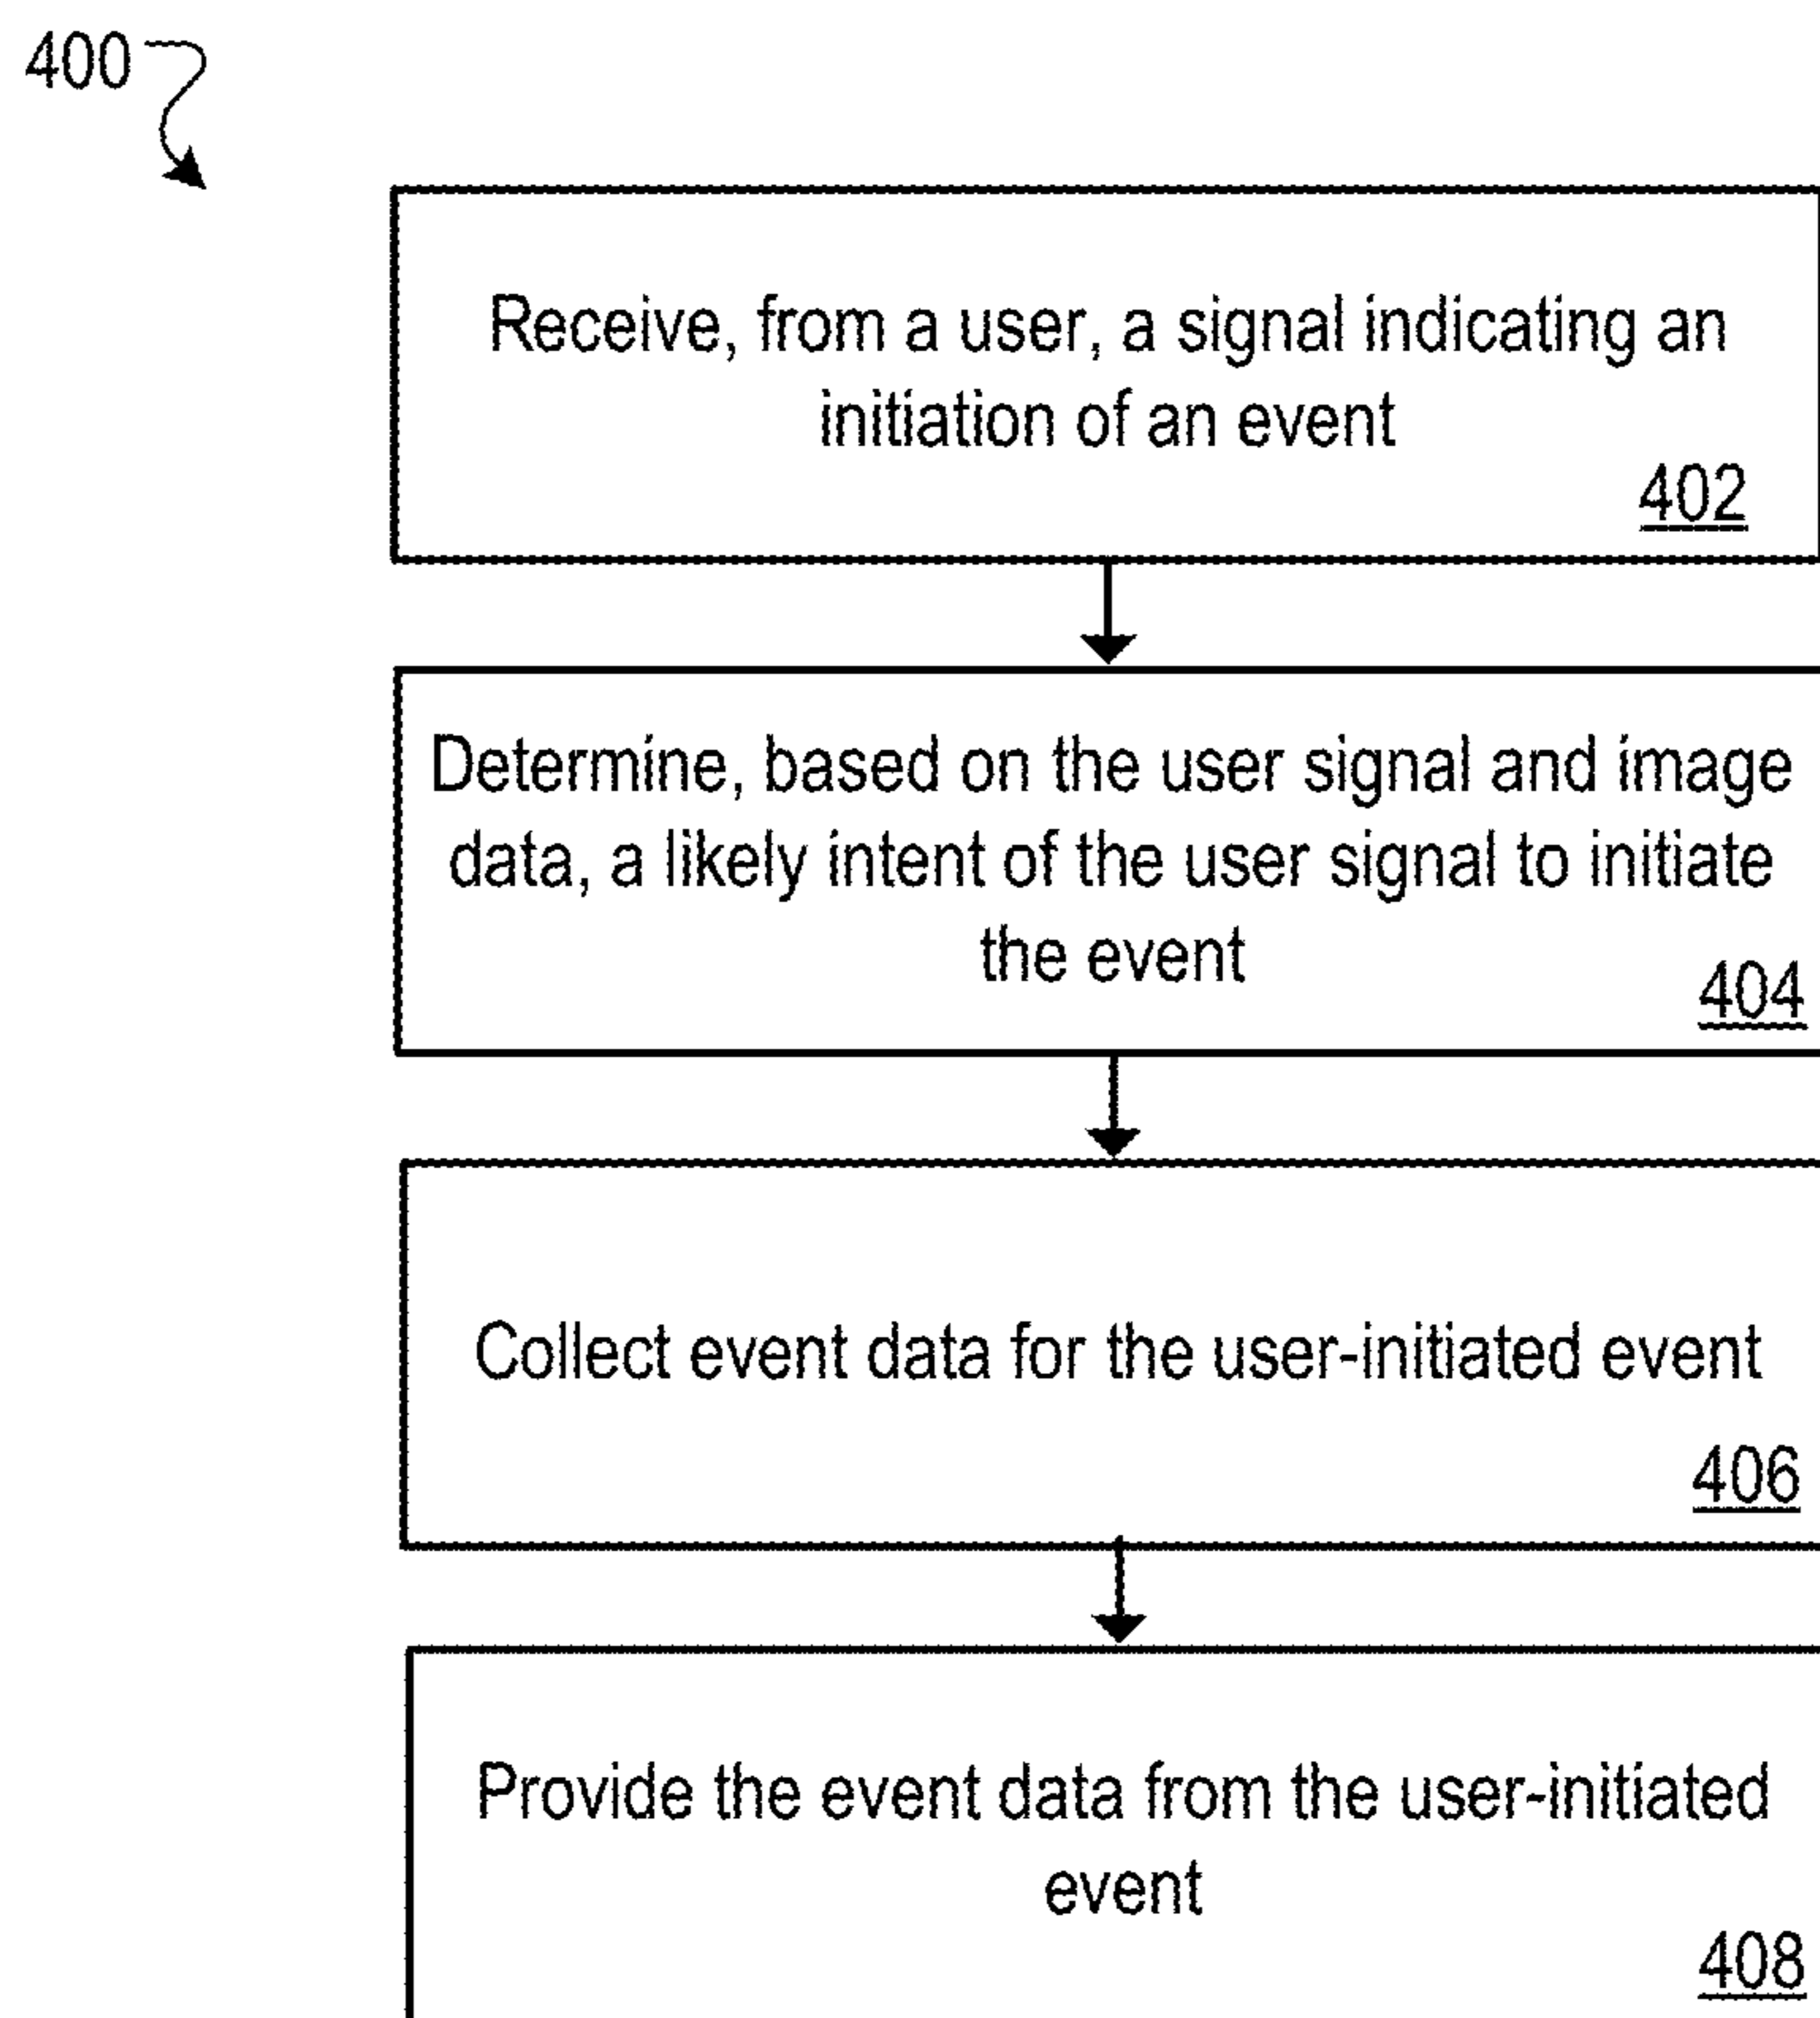 400
Receive, from a user, a signal indicating an
initiation of an event
402
Determine, based on the user signal and image
data, a likely intent of the user signal to initiate
the event
404
Collect event data for the user-initiated event
406
Provide the event data from the user-initiated
event
408